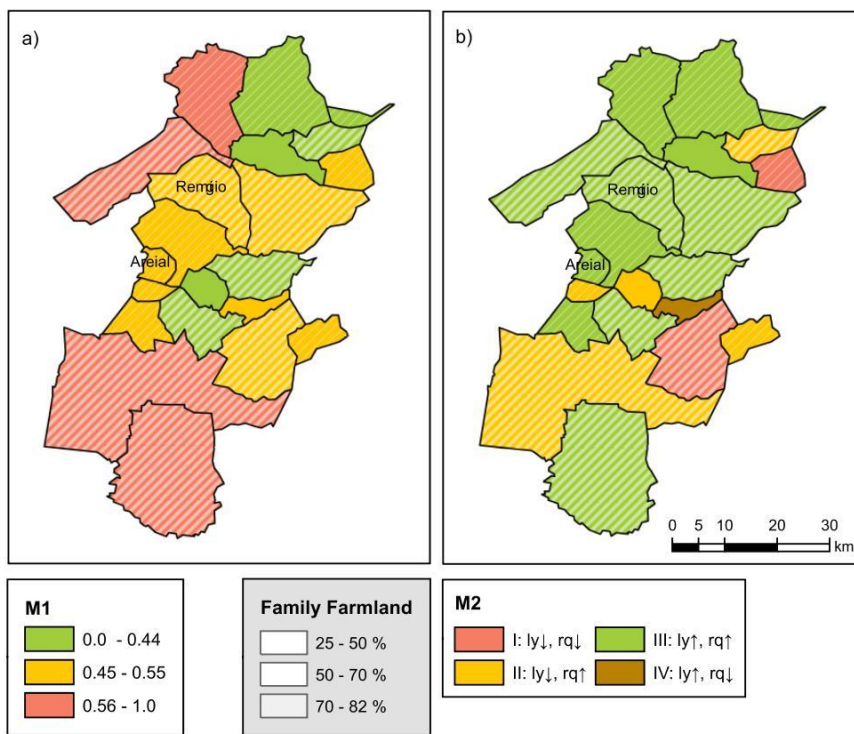 a)
Remigio
Areial
b)
Remigio
Areial
0 5 10 20 30
km
M1
0.0 - 0.44
0.45 - 0.55
0.56 - 1.0
Family Farmland
25 - 50 %
50 - 70 %
70 - 82 %
M2
I: ly↓, rq↓
II: ly↓, rq↑
III: ly↑, rq↑
IV: ly↑, rq↓